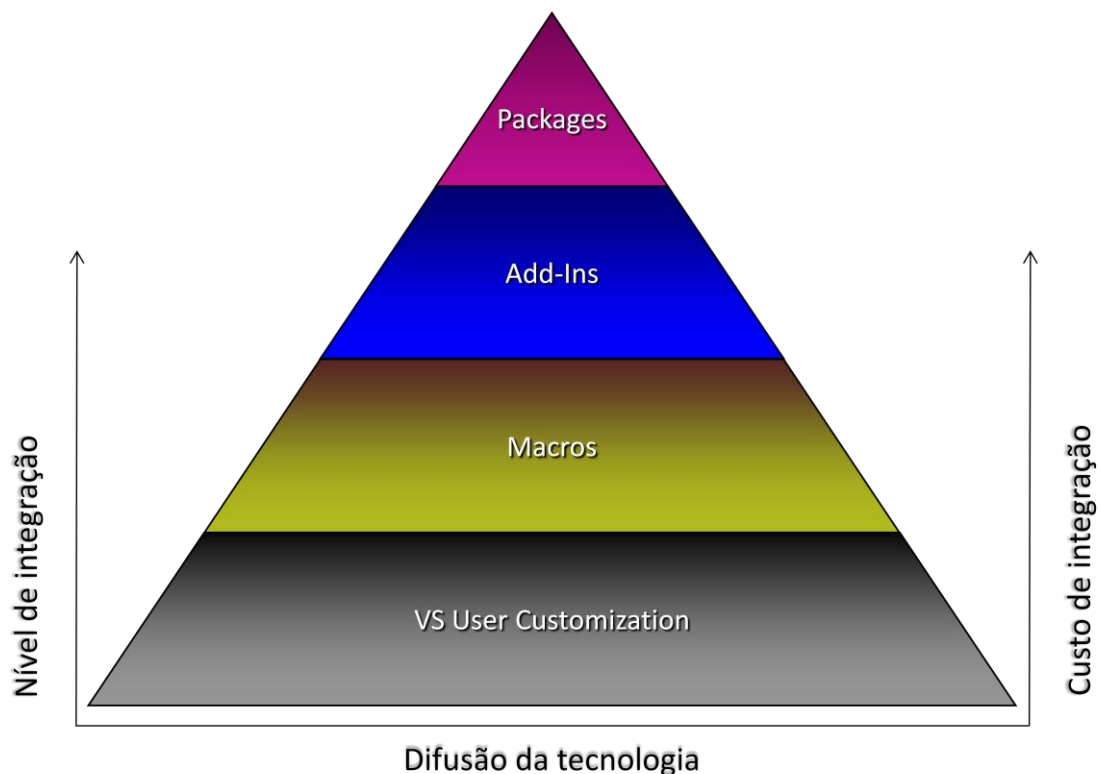 Packages
Add-Ins
Macros
VS User Customization
Nível de integração
Custo de integração
Difusão da tecnologia